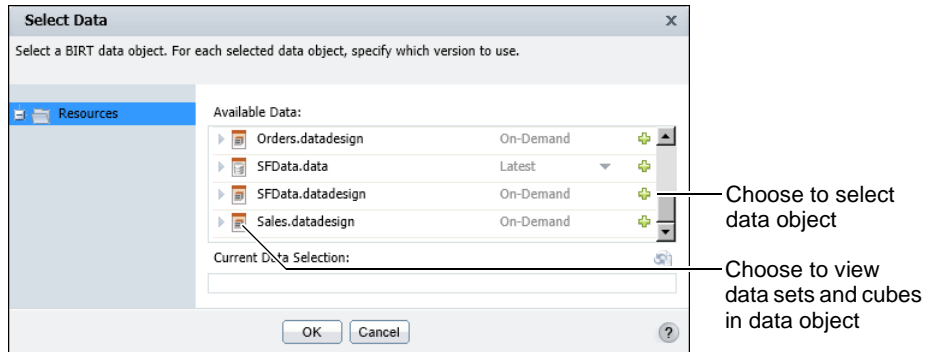 Select Data
x
Select a BIRT data object. For each selected data object, specify which version to use.
Resources
Available Data:
Orders.datadesign On-Demand
SFData.data Latest
SFData.datadesign On-Demand
Sales.datadesign On-Demand
Current Data Selection:
OK Cancel ?
Choose to select
data object
Choose to view
data sets and cubes
in data object